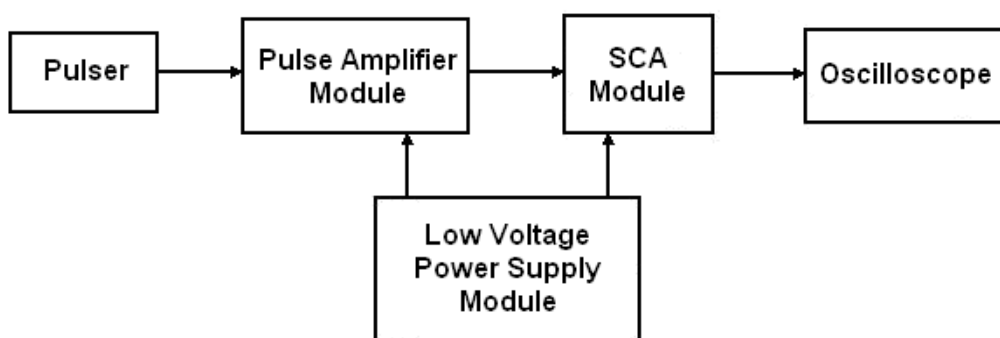 Pulser
Pulse Amplifier
Module
SCA
Module
Oscilloscope
Low Voltage
Power Supply
Module